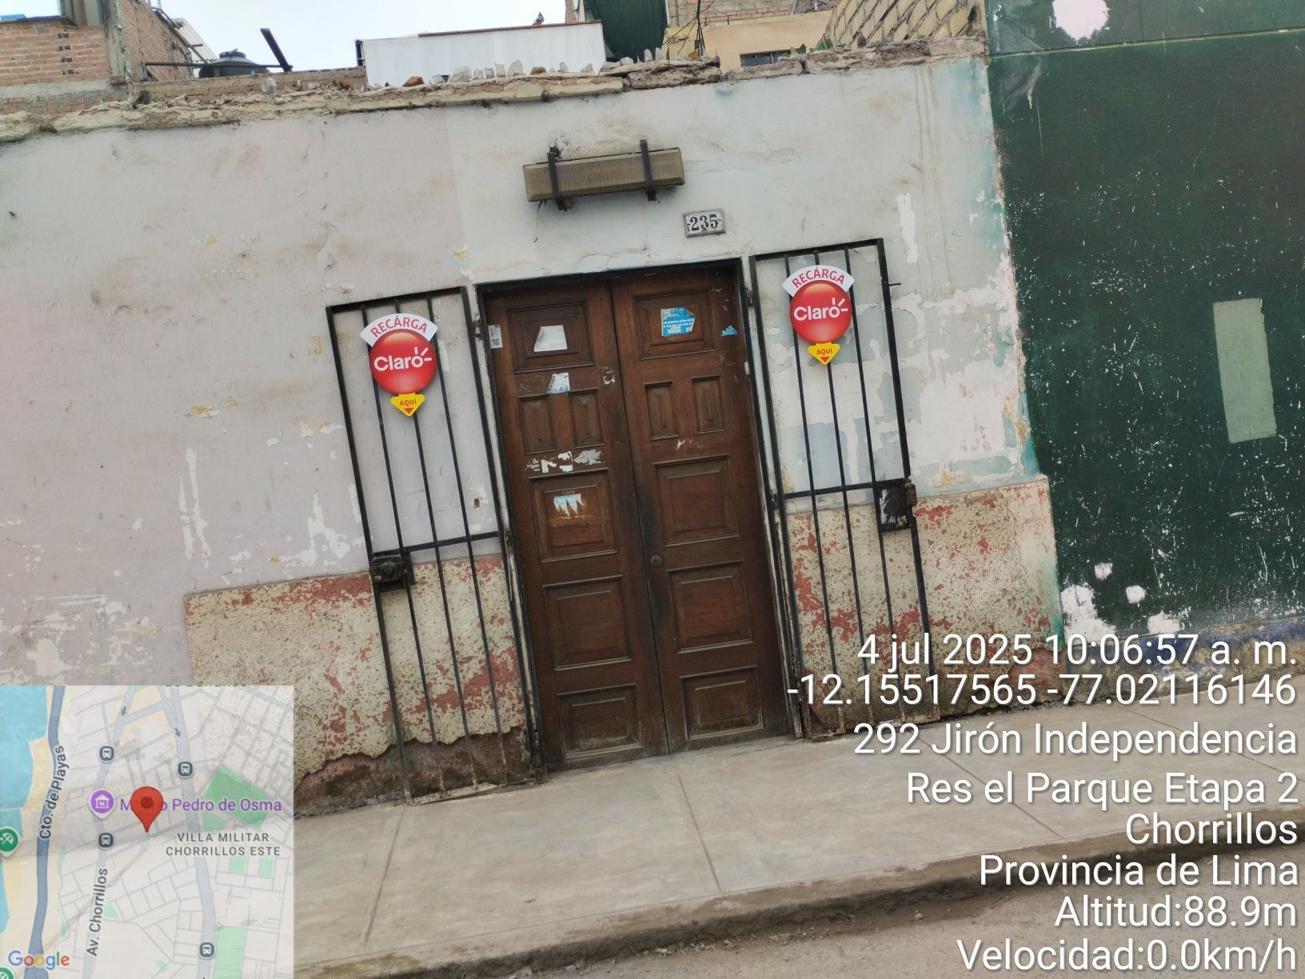 235
RECÁRGA
Claro-
AQUÍ
RECÁRGA
Claro-
AQUÍ
4 jul 2025 10:06:57 a. m.
-12.15517565 -77.02116146
292 Jirón Independencia
Res el Parque Etapa 2
Chorrillos
Provincia de Lima
Altitud:88.9m
Velocidad:0.0km/h
Cto. de Playas
Pedro de Osma
VILLA MILITAR
CHORRILLOS ESTE
Av. Chorrillos
Google